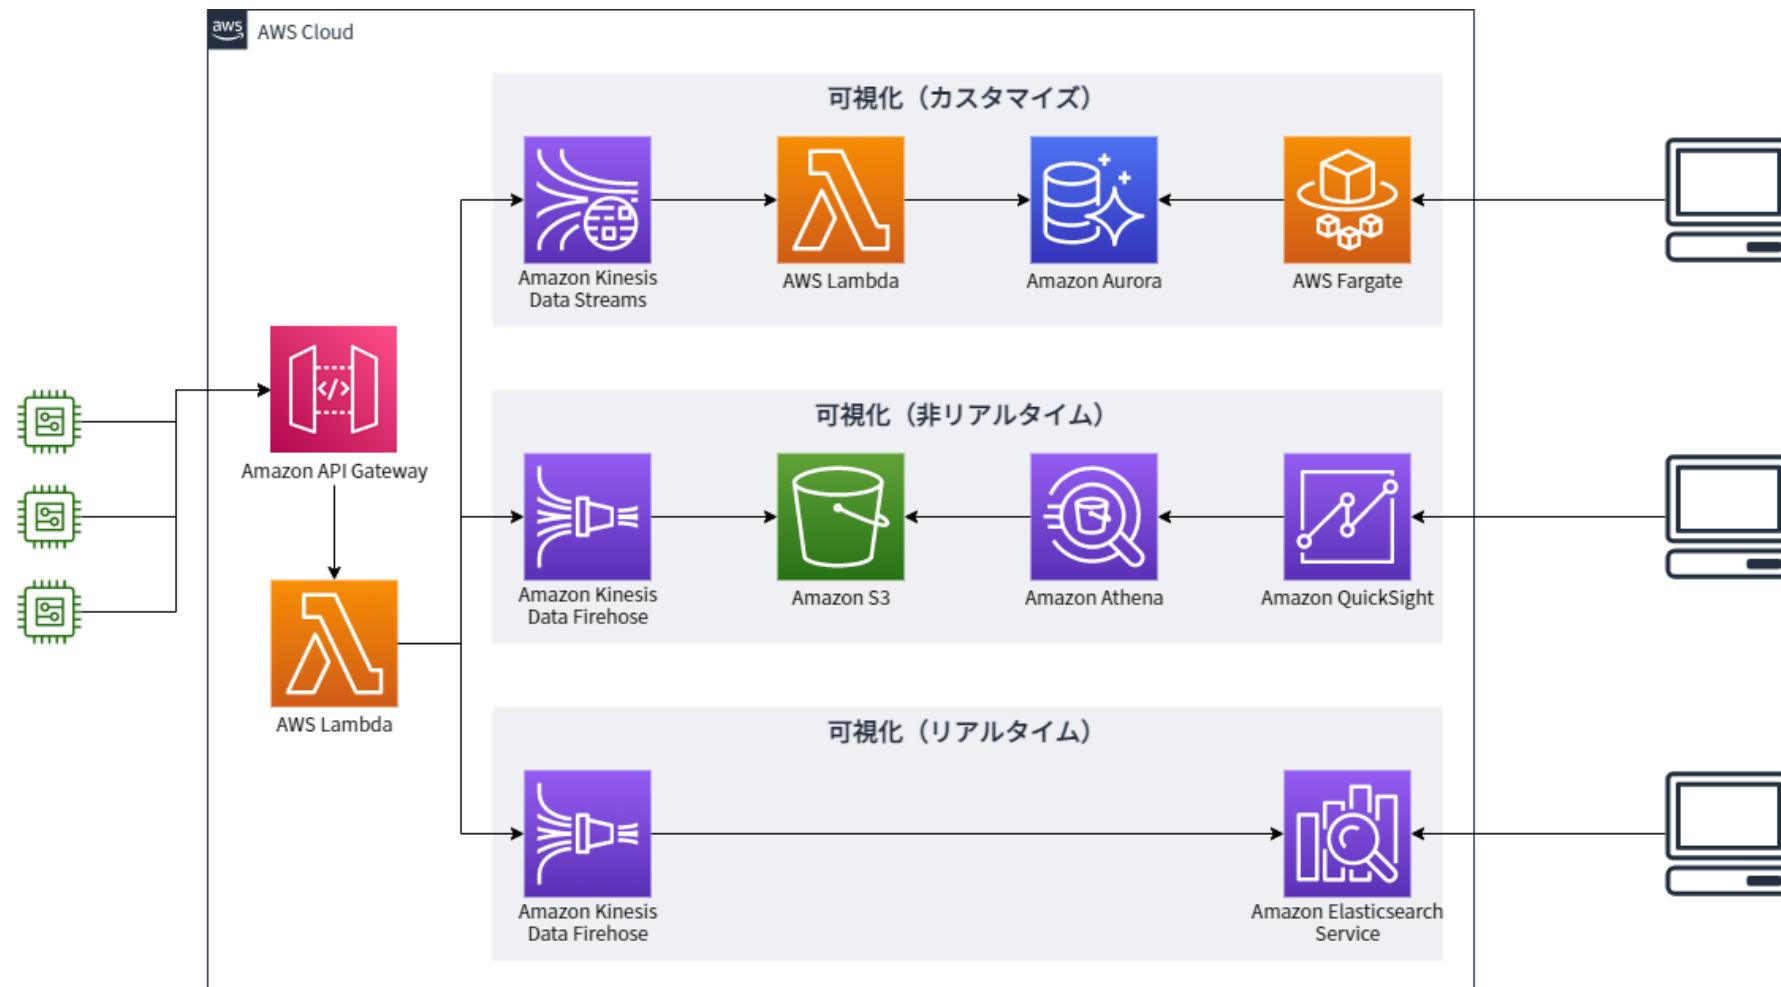 aws
AWS Cloud
可視化（カスタマイズ）
Amazon Kinesis
Data Streams
AWS Lambda
Amazon Aurora
AWS Fargate
Amazon API Gateway
AWS Lambda
可視化（非リアルタイム）
Amazon Kinesis
Data Firehose
Amazon S3
Amazon Athena
Amazon QuickSight
可視化（リアルタイム）
Amazon Kinesis
Data Firehose
Amazon Elasticsearch
Service